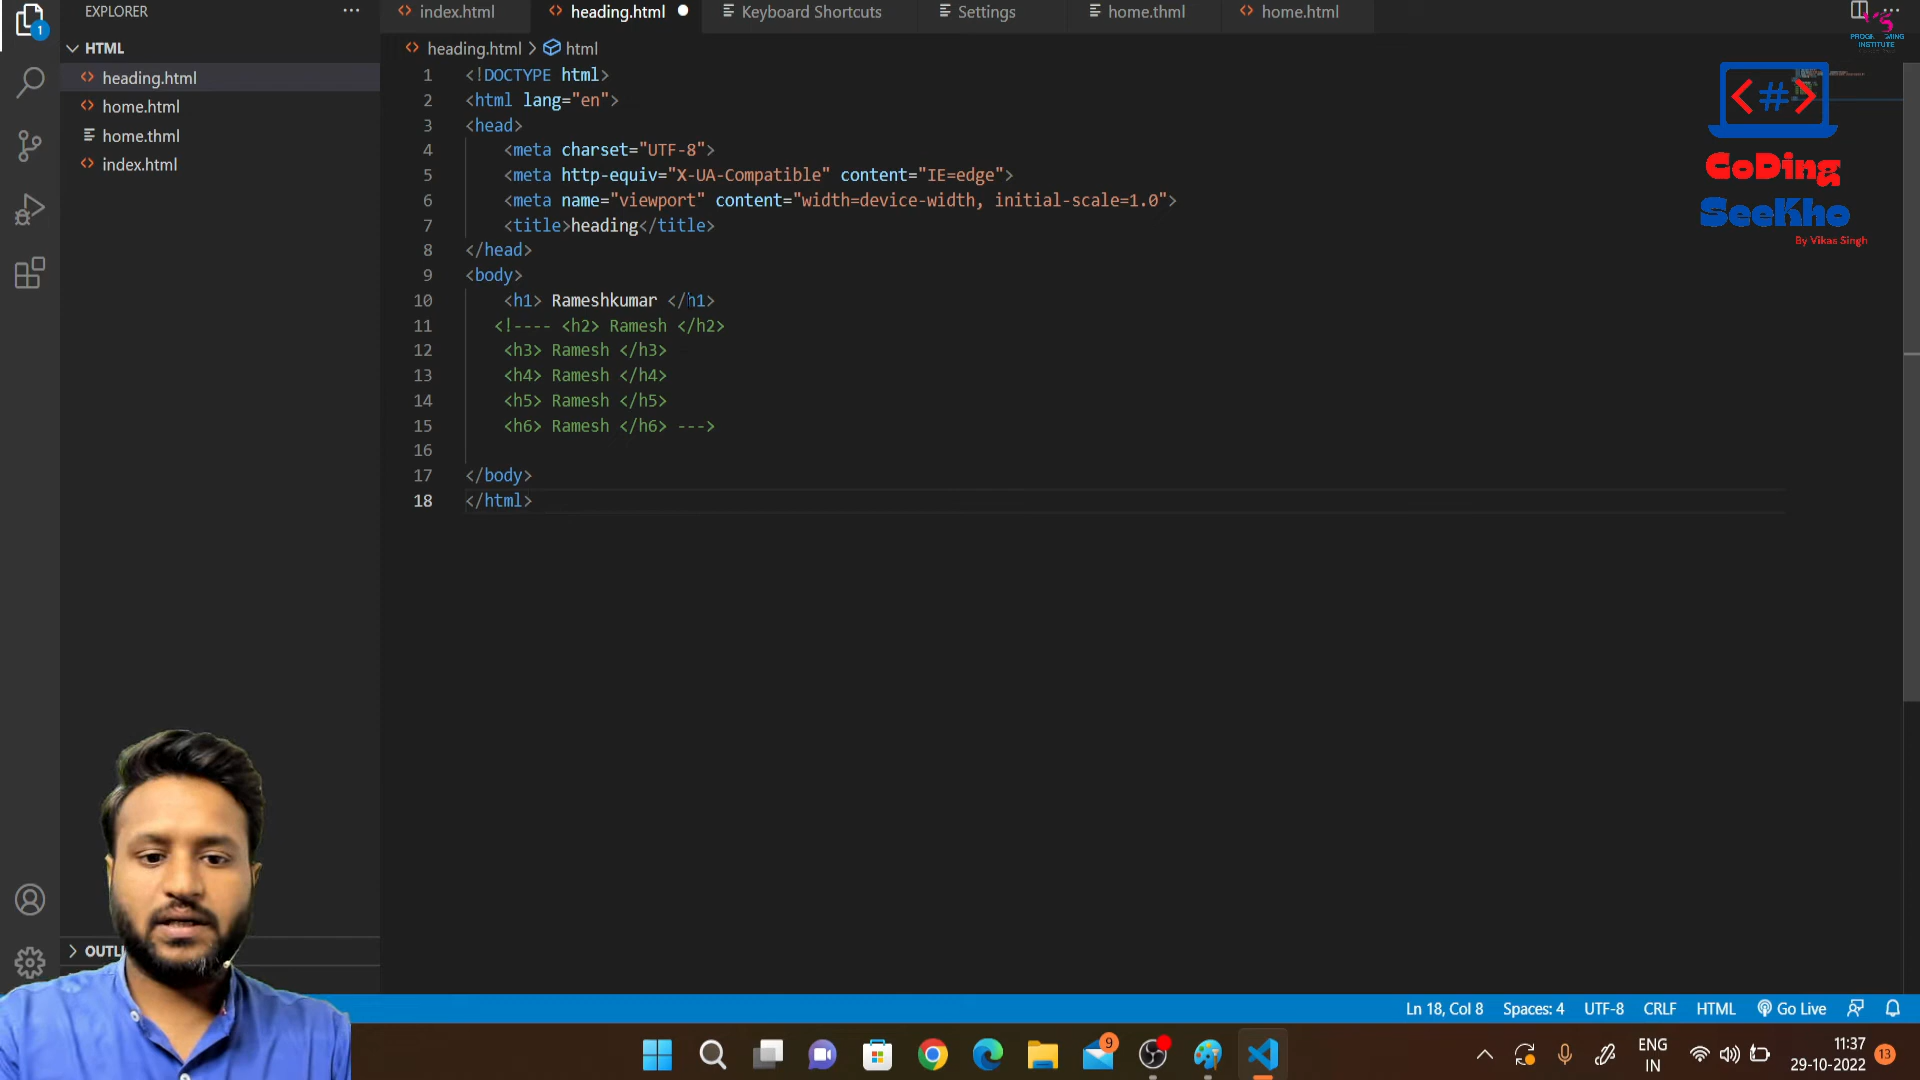 EXPLORER
HTML
heading.html
home.html
home.thml
index.html
index.html
heading.html
Keyboard Shortcuts
Settings
home.thml
home.html
heading.html > html
1 <!DOCTYPE html>
2 <html lang="en">
3 <head>
4 <meta charset="UTF-8">
5 <meta http-equiv="X-UA-Compatible" content="IE=edge">
6 <meta name="viewport" content="width=device-width, initial-scale=1.0">
7 <title>heading</title>
8 </head>
9 <body>
10 <h1> Rameshkumar </h1>
11 <!---- <h2> Ramesh </h2>
12 <h3> Ramesh </h3>
13 <h4> Ramesh </h4>
14 <h5> Ramesh </h5>
15 <h6> Ramesh </h6> --->
16
17 </body>
18 </html>
INSTITUTE
<#>
CoDing
SeeKho
By Vikas Singh
1
OUTLI
Ln 18, Col 8
Spaces: 4
UTF-8
CRLF
HTML
Go Live
9
ENG
IN
11:37
29-10-2022
13